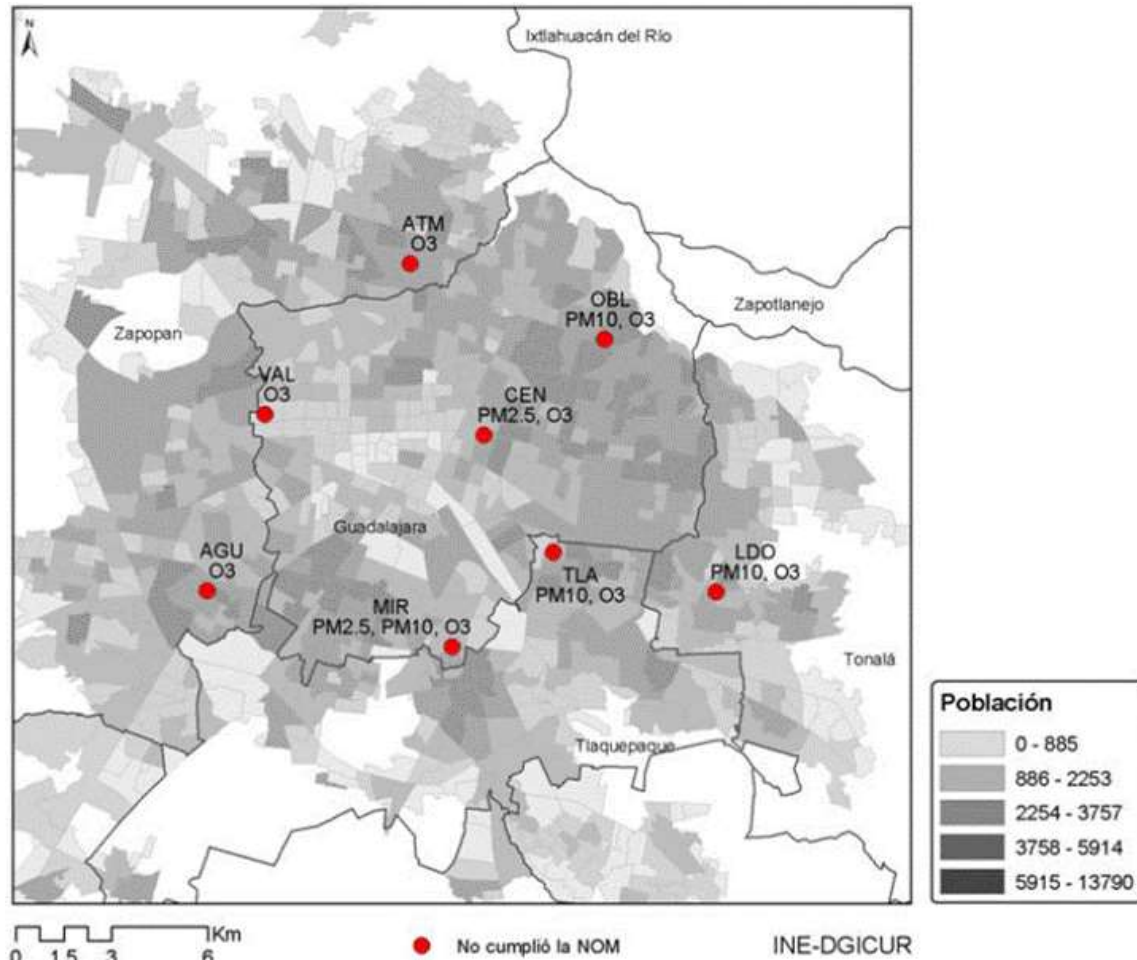 N
Ixtlahuacán del Río
ATM
O3
OBL
PM10, O3
Zapotlanejo
Zapopan
VAL
O3
CEN
PM2.5, O3
Guadalajara
AGU
O3
TLA
PM10, O3
LDO
PM10, O3
MIR
PM2.5, PM10, O3
Tonalá
Tlaquepaque
Población
0 - 885
886 - 2253
2254 - 3757
3758 - 5914
5915 - 13790
Km
0 1.5 3 6
No cumplió la NOM
INE-DGICUR